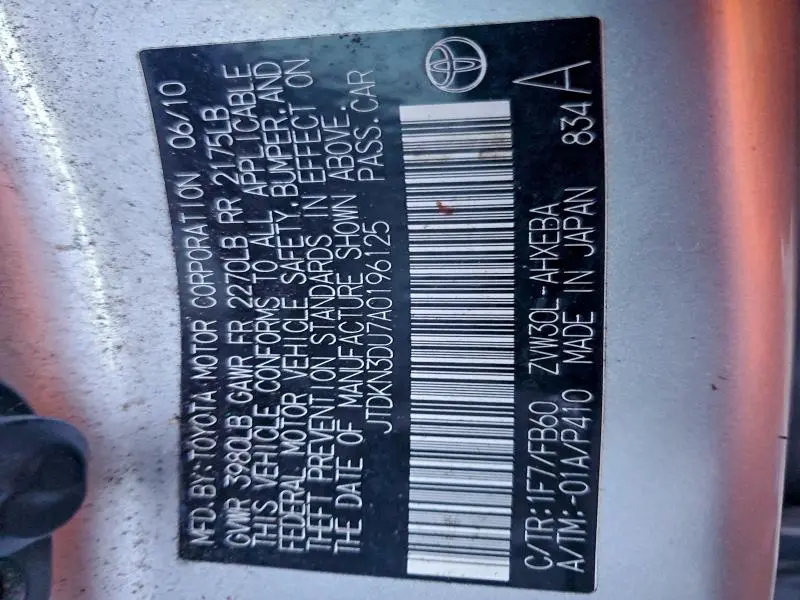 MFD. BY: TOYOTA MOTOR CORPORATION 06/10
GVWR 3980LB GAWR FR 2270LB RR 2175LB
THIS VEHICLE CONFORMS TO ALL APPLICABLE
FEDERAL MOTOR VEHICLE SAFETY, BUMPER, AND
THEFT PREVENTION STANDARDS IN EFFECT ON
THE DATE OF MANUFACTURE SHOWN ABOVE.
JTDKN3DU7A0196125 PASS. CAR
C/TR: 1F7/FB60 ZVW30L-AHXEBA
A/TM: -01A/P410 MADE IN JAPAN 834 A